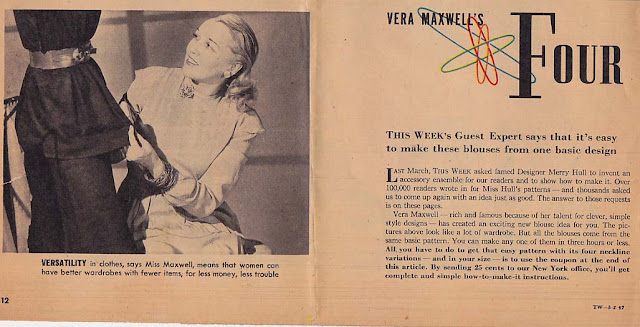 VERSATILITY in clothes, says Miss Maxwell, means that women can
have better wardrobes with fewer items, for less money, less trouble
12
VERA MAXWELL'S
FOUR
THIS WEEK'S Guest Expert says that it's easy
to make these blouses from one basic design
LAST March, THIS WEEK asked famed Designer Merry Hull to invent an
accessory ensemble for our readers and to show how to make it. Over
100,000 readers wrote in for Miss Hull's patterns — and thousands asked
us to come up again with an idea just as good. The answer to those requests
is on these pages.
Vera Maxwell — rich and famous because of her talent for clever, simple
style designs — has created an exciting new blouse idea for you. The pic-
tures above look like a lot of wardrobe. But all the blouses come from the
same basic pattern. You can make any one of them in three hours or less.
All you have to do to get that easy pattern with its four neckline
variations — and in your size — is to use the coupon at the end of
this article. By sending 25 cents to our New York office, you'll get
complete and simple how-to-make-it instructions.
TW—3-2-47